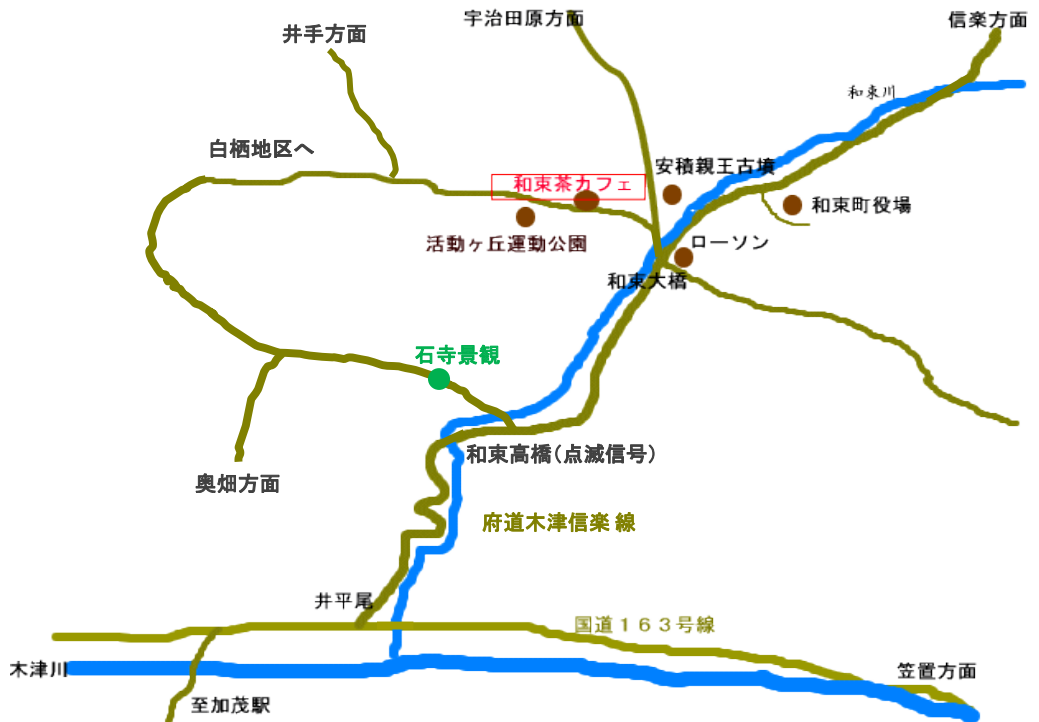 宇治田原方面
信楽方面
井手方面
和束川
白栖地区へ
安積親王古墳
和束茶カフェ
和束町役場
活動ヶ丘運動公園
ローソン
和束大橋
石寺景観
和束高橋(点滅信号)
奥畑方面
府道木津信楽線
井平尾
国道163号線
木津川
笠置方面
至加茂駅